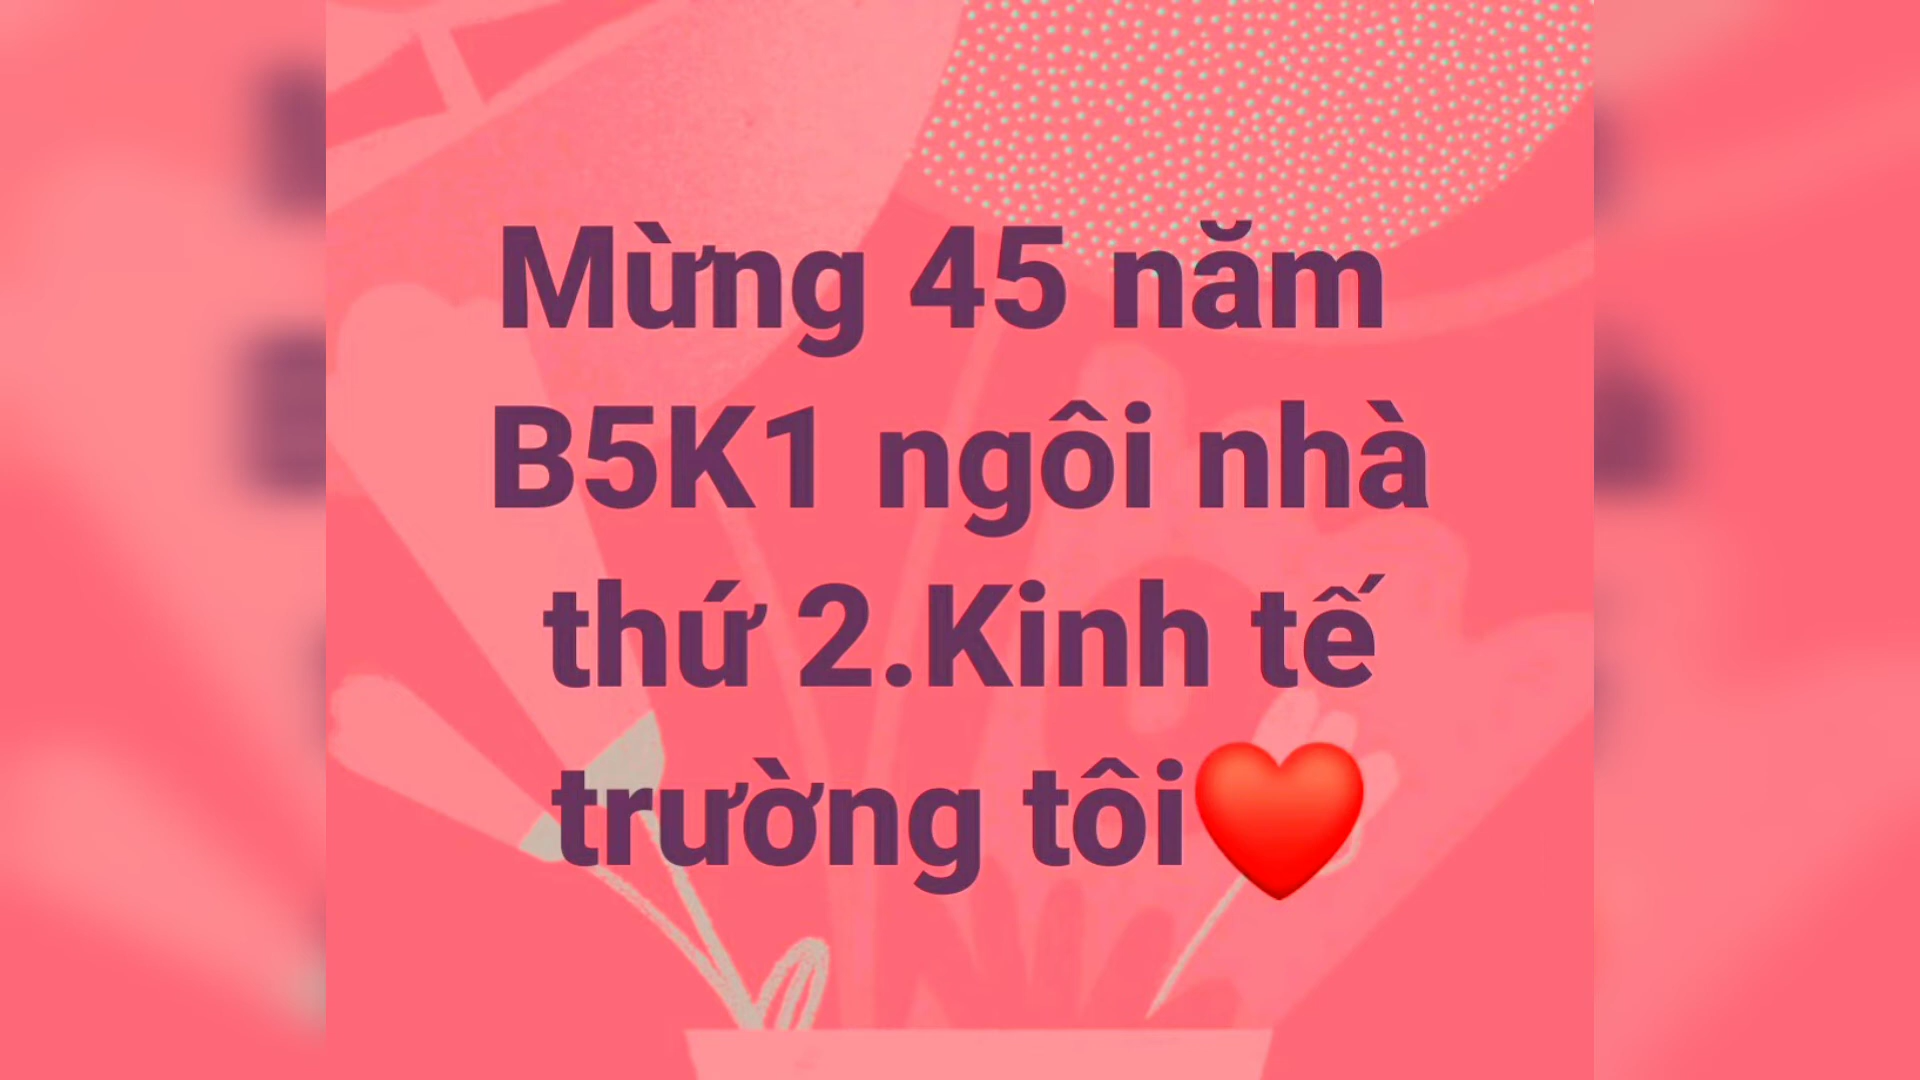 Mừng 45 năm
B5K1 ngôi nhà
thứ 2.Kinh tế
trường tôi❤️